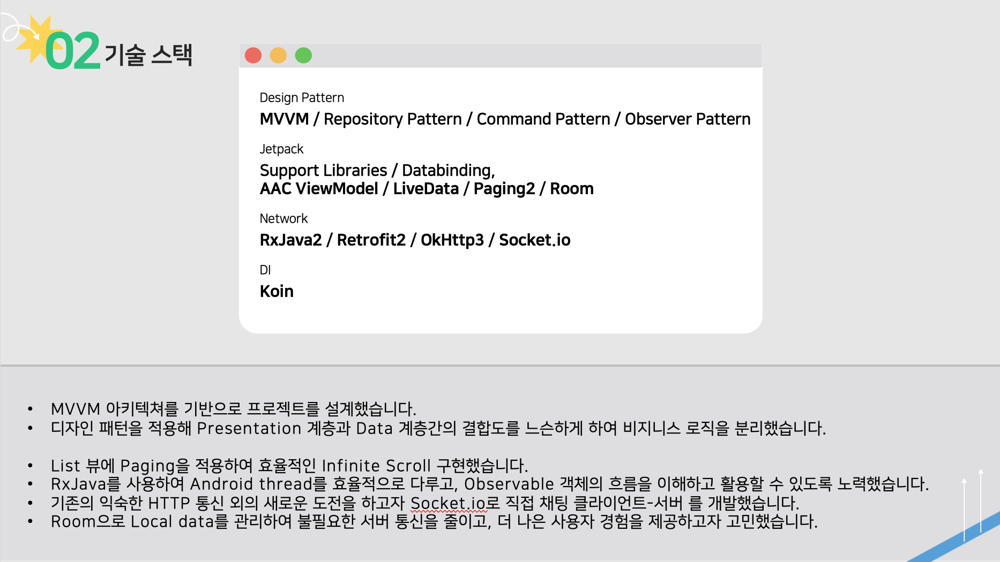 02 기술 스택
Design Pattern
MVVM / Repository Pattern / Command Pattern / Observer Pattern
Jetpack
Support Libraries / Databinding,
AAC ViewModel / LiveData / Paging2 / Room
Network
RxJava2 / Retrofit2 / OkHttp3 / Socket.io
DI
Koin
• MVVM 아키텍쳐를 기반으로 프로젝트를 설계했습니다.
• 디자인 패턴을 적용해 Presentation 계층과 Data 계층간의 결합도를 느슨하게 하여 비지니스 로직을 분리했습니다.
• List 뷰에 Paging을 적용하여 효율적인 Infinite Scroll 구현했습니다.
• RxJava를 사용하여 Android thread를 효율적으로 다루고, Observable 객체의 흐름을 이해하고 활용할 수 있도록 노력했습니다.
• 기존의 익숙한 HTTP 통신 외의 새로운 도전을 하고자 Socket.io로 직접 채팅 클라이언트-서버 를 개발했습니다.
• Room으로 Local data를 관리하여 불필요한 서버 통신을 줄이고, 더 나은 사용자 경험을 제공하고자 고민했습니다.